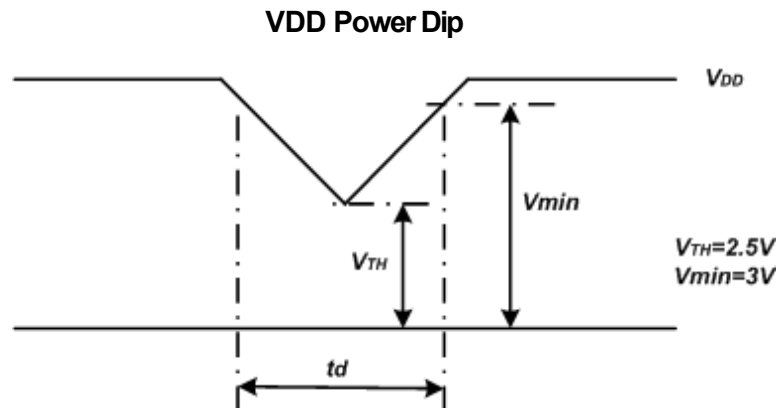 VDD Power Dip
VDD
Vmin
VTH
VTH=2.5V
Vmin=3V
td